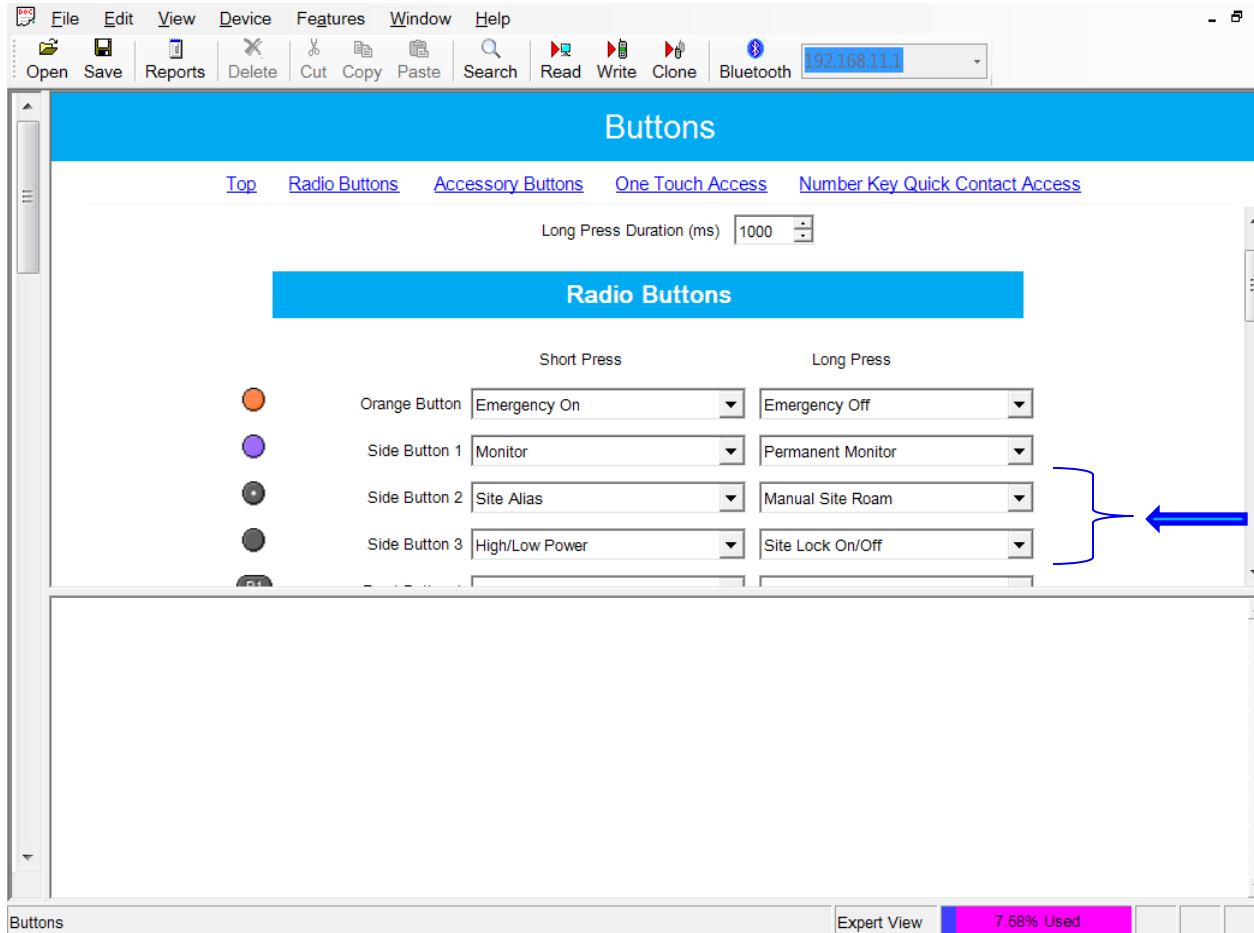 File Edit View Device Features Window Help
Open Save Reports Delete Cut Copy Paste Search Read Write Clone Bluetooth 192.168.11.1
Buttons
Top Radio Buttons Accessory Buttons One Touch Access Number Key Quick Contact Access
Long Press Duration (ms) 1000
Radio Buttons
Short Press Long Press
Orange Button Emergency On Emergency Off
Side Button 1 Monitor Permanent Monitor
Side Button 2 Site Alias Manual Site Roam
Side Button 3 High/Low Power Site Lock On/Off
Buttons Expert View 7.58% Used